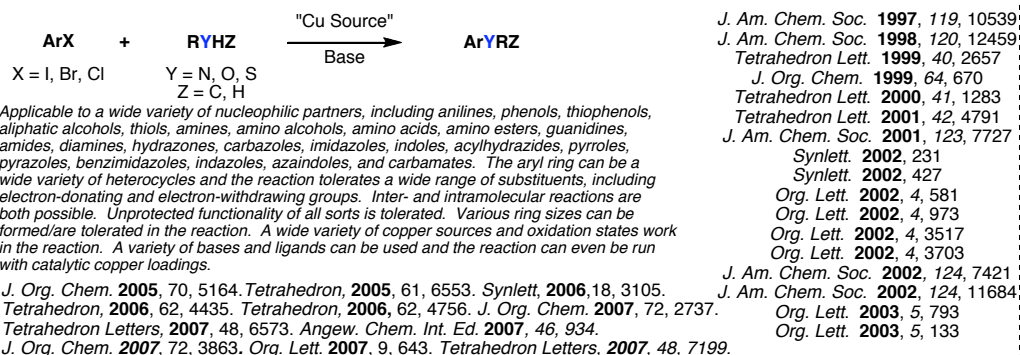 "Cu Source"
ArX + RYHZ ArYRZ
Base
X = I, Br, Cl Y = N, O, S
Z = C, H
Applicable to a wide variety of nucleophilic partners, including anilines, phenols, thiophenols,
aliphatic alcohols, thiols, amines, amino alcohols, amino acids, amino esters, guanidines,
amides, diamines, hydrazones, carbazoles, imidazoles, indoles, acylhydrazides, pyrroles,
pyrazoles, benzimidazoles, indazoles, azaindoles, and carbamates. The aryl ring can be a
wide variety of heterocycles and the reaction tolerates a wide range of substituents, including
electron-donating and electron-withdrawing groups. Inter- and intramolecular reactions are
both possible. Unprotected functionality of all sorts is tolerated. Various ring sizes can be
formed/are tolerated in the reaction. A wide variety of copper sources and oxidation states work
in the reaction. A variety of bases and ligands can be used and the reaction can even be run
with catalytic copper loadings.
J. Org. Chem. 2005, 70, 5164. Tetrahedron, 2005, 61, 6553. Synlett, 2006,18, 3105.
Tetrahedron, 2006, 62, 4435. Tetrahedron, 2006, 62, 4756. J. Org. Chem. 2007, 72, 2737.
Tetrahedron Letters, 2007, 48, 6573. Angew. Chem. Int. Ed. 2007, 46, 934.
J. Org. Chem. 2007, 72, 3863. Org. Lett. 2007, 9, 643. Tetrahedron Letters, 2007, 48, 7199.
J. Am. Chem. Soc. 1997, 119, 10539
J. Am. Chem. Soc. 1998, 120, 12459
Tetrahedron Lett. 1999, 40, 2657
J. Org. Chem. 1999, 64, 670
Tetrahedron Lett. 2000, 41, 1283
Tetrahedron Lett. 2001, 42, 4791
J. Am. Chem. Soc. 2001, 123, 7727
Synlett. 2002, 231
Synlett. 2002, 427
Org. Lett. 2002, 4, 581
Org. Lett. 2002, 4, 973
Org. Lett. 2002, 4, 3517
Org. Lett. 2002, 4, 3703
J. Am. Chem. Soc. 2002, 124, 7421
J. Am. Chem. Soc. 2002, 124, 11684
Org. Lett. 2003, 5, 793
Org. Lett. 2003, 5, 133